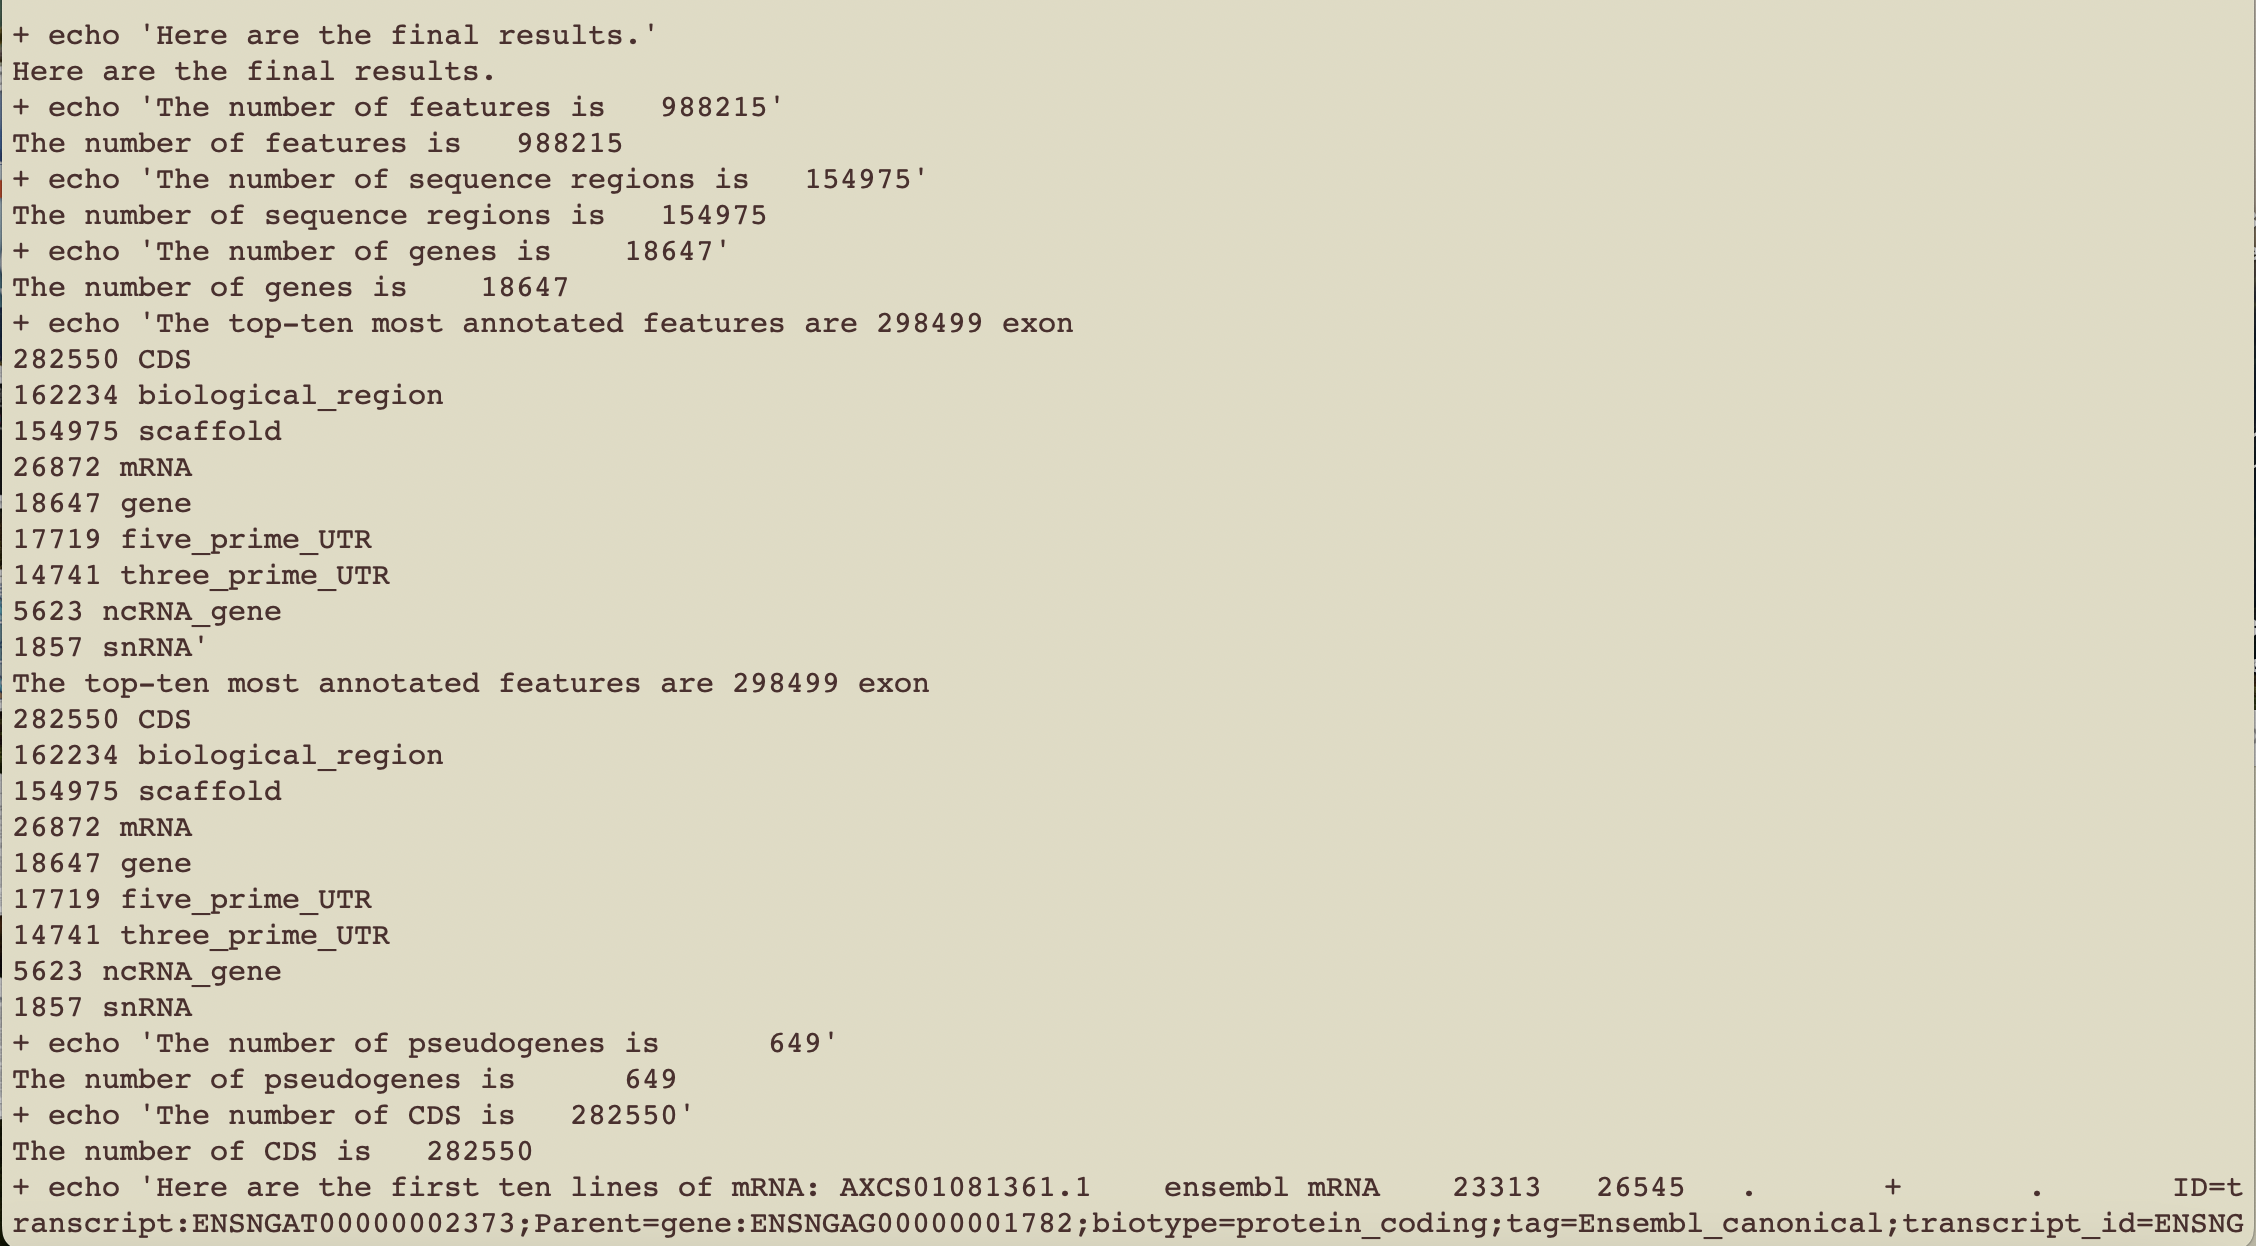 + echo 'Here are the final results.'
Here are the final results.
+ echo 'The number of features is   988215'
The number of features is   988215
+ echo 'The number of sequence regions is   154975'
The number of sequence regions is   154975
+ echo 'The number of genes is    18647'
The number of genes is    18647
+ echo 'The top-ten most annotated features are 298499 exon
282550 CDS
162234 biological_region
154975 scaffold
26872 mRNA
18647 gene
17719 five_prime_UTR
14741 three_prime_UTR
5623 ncRNA_gene
1857 snRNA'
The top-ten most annotated features are 298499 exon
282550 CDS
162234 biological_region
154975 scaffold
26872 mRNA
18647 gene
17719 five_prime_UTR
14741 three_prime_UTR
5623 ncRNA_gene
1857 snRNA
+ echo 'The number of pseudogenes is      649'
The number of pseudogenes is      649
+ echo 'The number of CDS is   282550'
The number of CDS is   282550
+ echo 'Here are the first ten lines of mRNA: AXCS01081361.1    ensembl mRNA    23313   26545   .       +       .       ID=t
ranscript:ENSNGAT00000002373;Parent=gene:ENSNGAG00000001782;biotype=protein_coding;tag=Ensembl_canonical;transcript_id=ENSNG